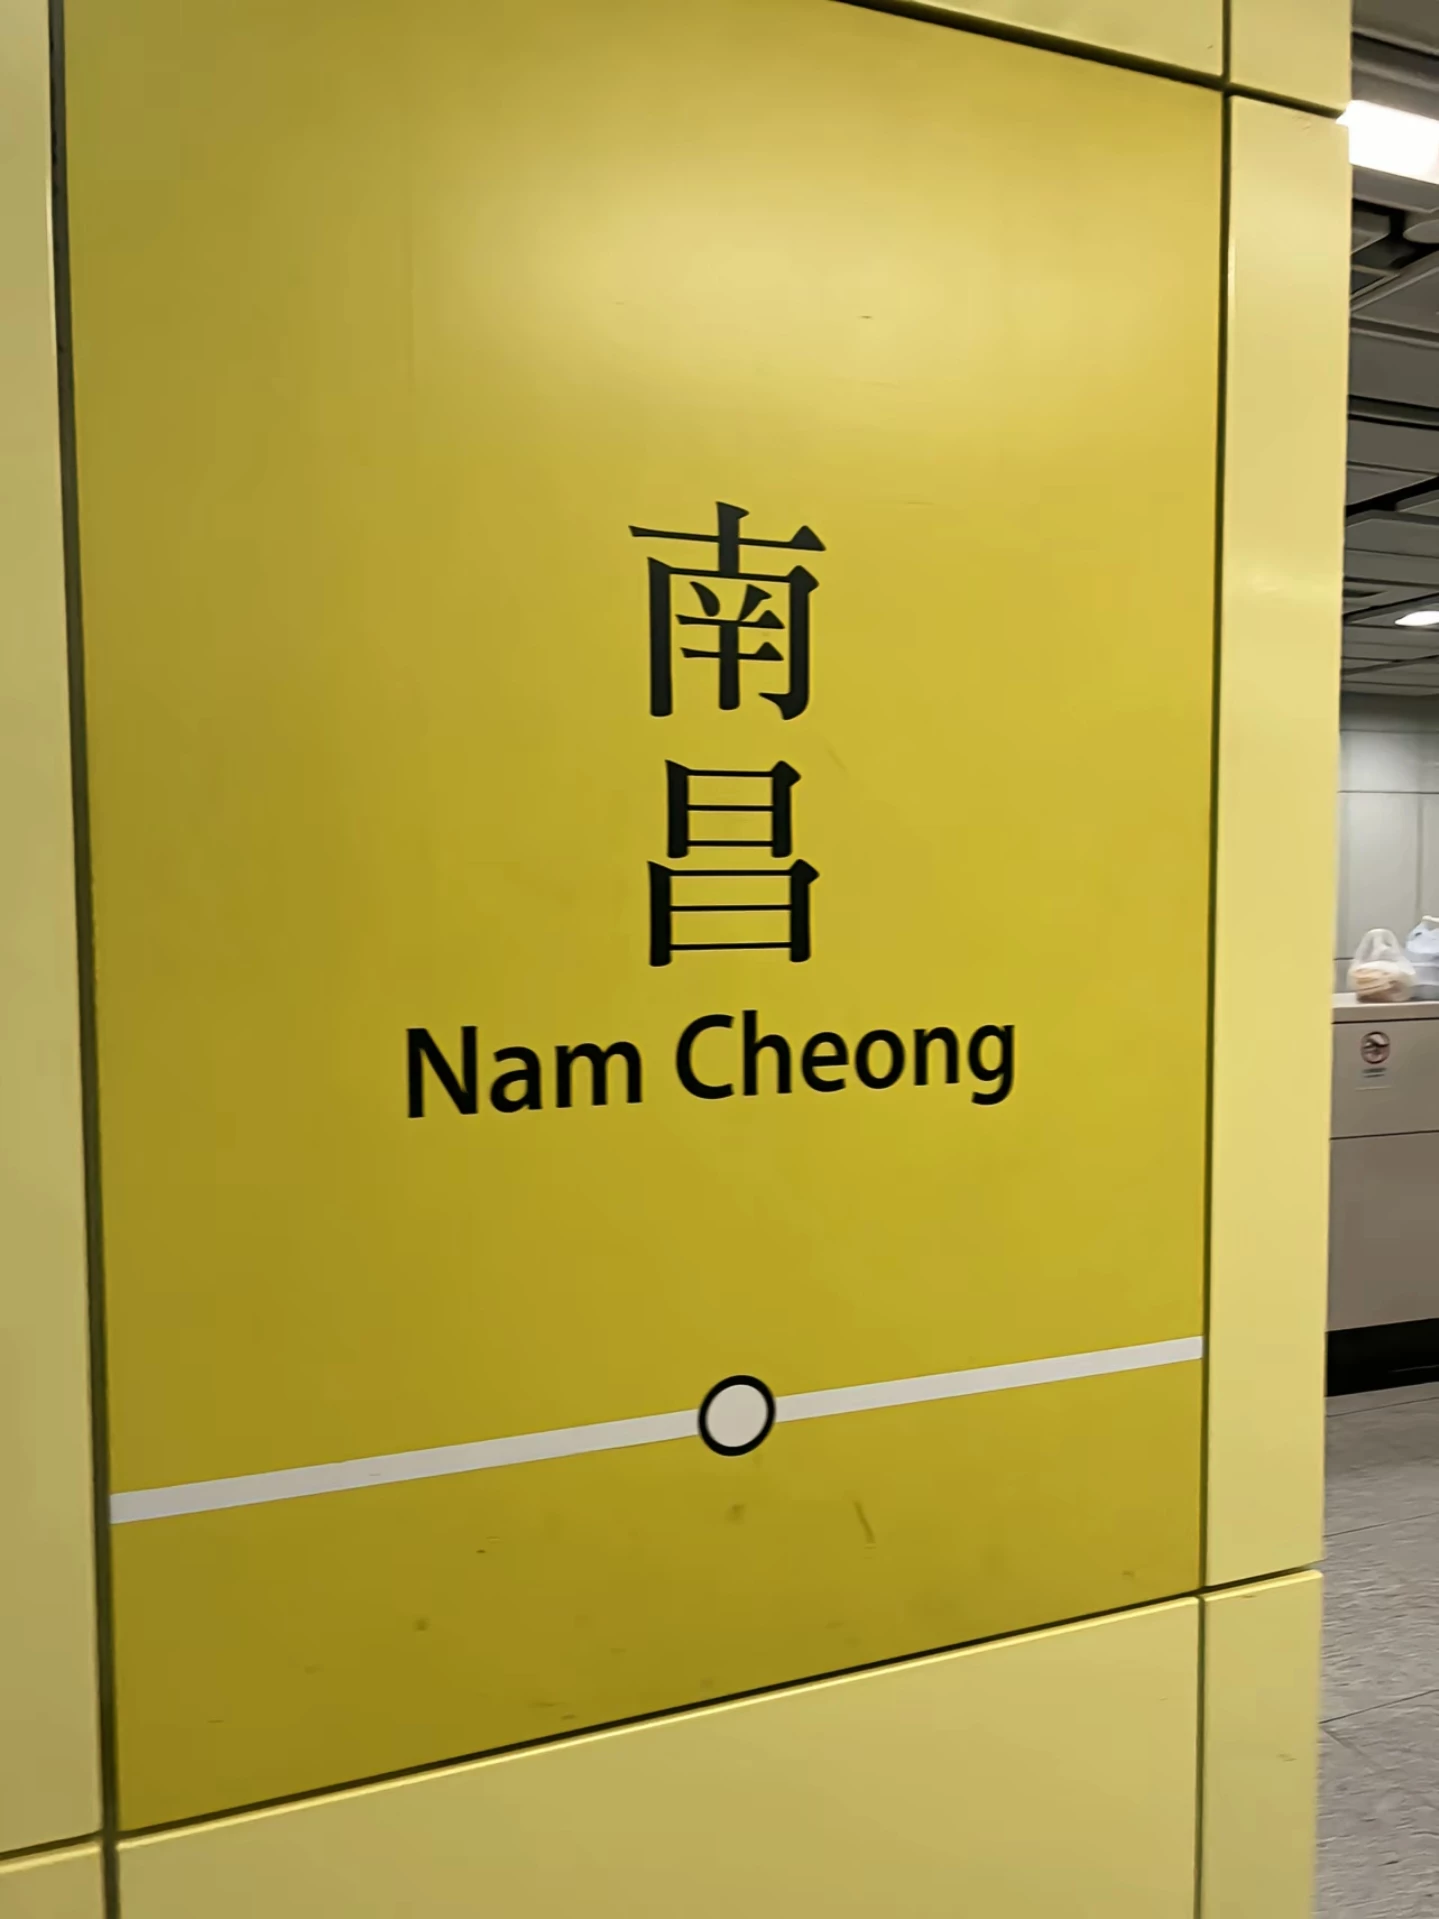 南
昌
Nam Cheong